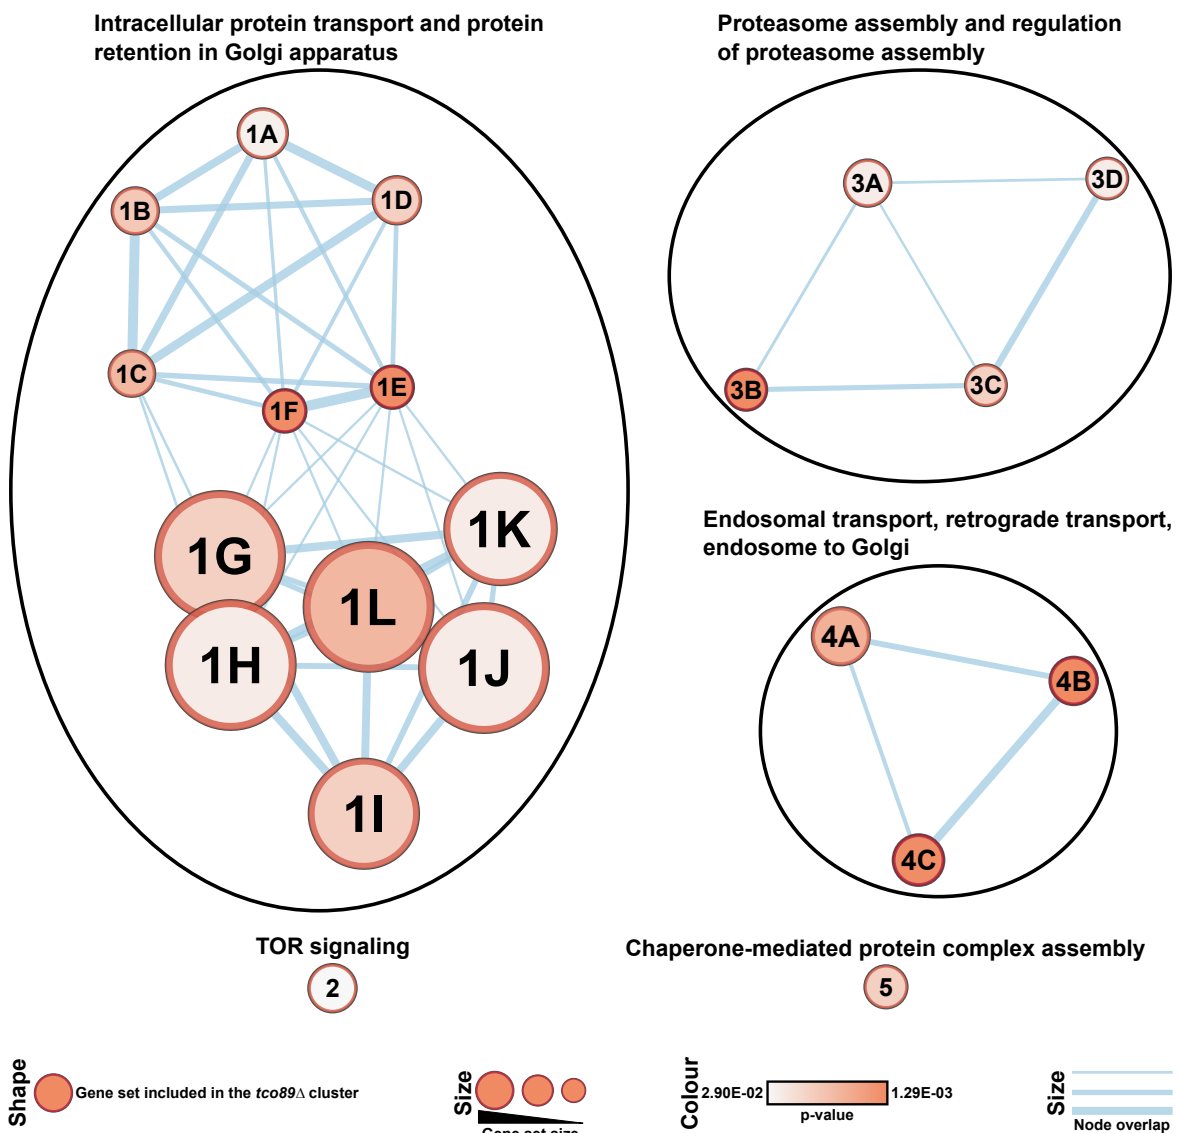 Intracellular protein transport and protein
retention in Golgi apparatus
Proteasome assembly and regulation
of proteasome assembly
1A
1B
1D
1C
1E
1F
1G
1K
1L
1H
1J
1I
3A
3D
3B
3C
Endosomal transport, retrograde transport,
endosome to Golgi
4A
4B
4C
TOR signaling
2
Chaperone-mediated protein complex assembly
5
Shape
Gene set included in the tco89Δ cluster
Size
Gene set size
Colour
2.90E-02
1.29E-03
p-value
Size
Node overlap